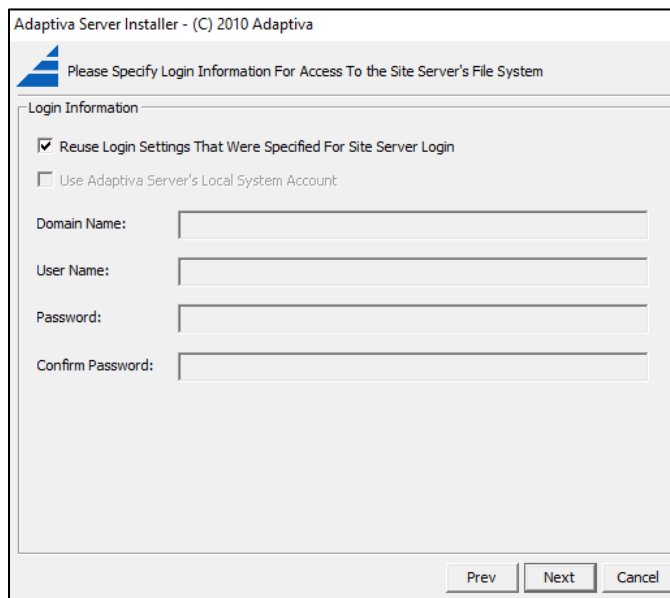 Adaptiva Server Installer - (C) 2010 Adaptiva
Please Specify Login Information For Access To the Site Server's File System
Login Information
Reuse Login Settings That Were Specified For Site Server Login
Use Adaptiva Server's Local System Account
Domain Name:
User Name:
Password:
Confirm Password:
Prev Next Cancel